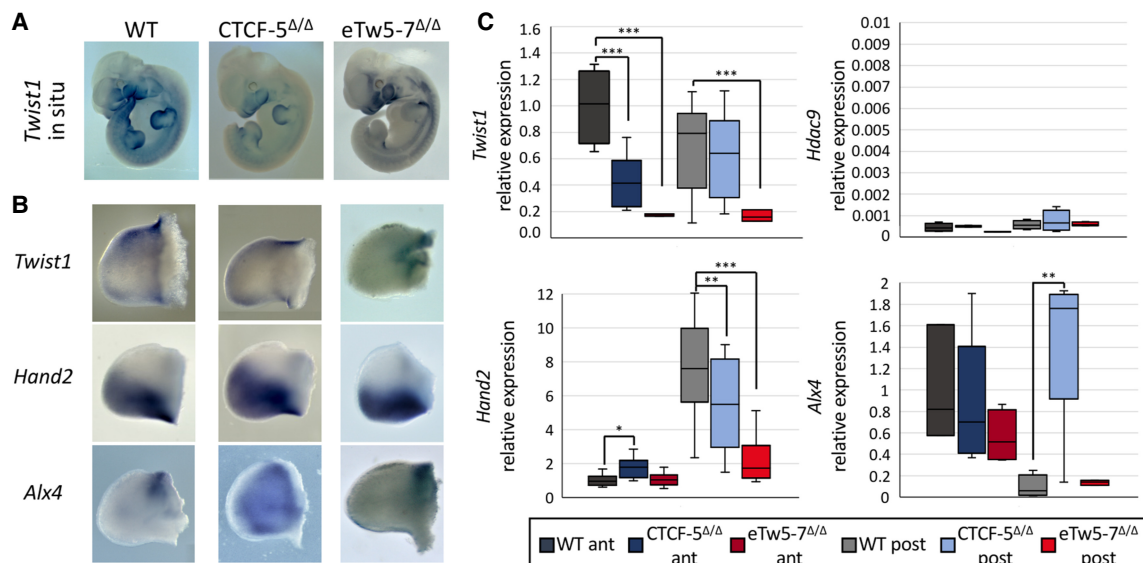 A
WT
CTCF-5Δ/Δ
eTw5-7Δ/Δ
Twist1
in situ
B
Twist1
Hand2
Alx4
C
Twist1
relative expression
1.6
1.4
1.2
1.0
0.8
0.6
0.4
0.2
0.0
***
***
***
Hdac9
relative expression
0.01
0.009
0.008
0.007
0.006
0.005
0.004
0.003
0.002
0.001
0
Hand2
relative expression
12
10
8
6
4
2
0
*
**
***
Alx4
relative expression
2
1.8
1.6
1.4
1.2
1
0.8
0.6
0.4
0.2
0
**
WT ant
CTCF-5Δ/Δ
ant
eTw5-7Δ/Δ
ant
WT post
CTCF-5Δ/Δ
post
eTw5-7Δ/Δ
post